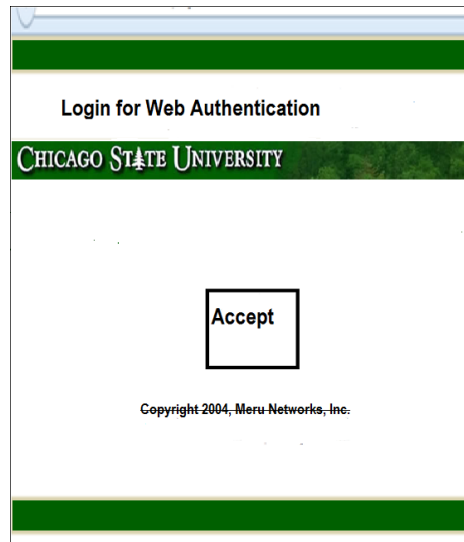 Login for Web Authentication
CHICAGO STATE UNIVERSITY
Accept
Copyright 2004, Meru Networks, Inc.